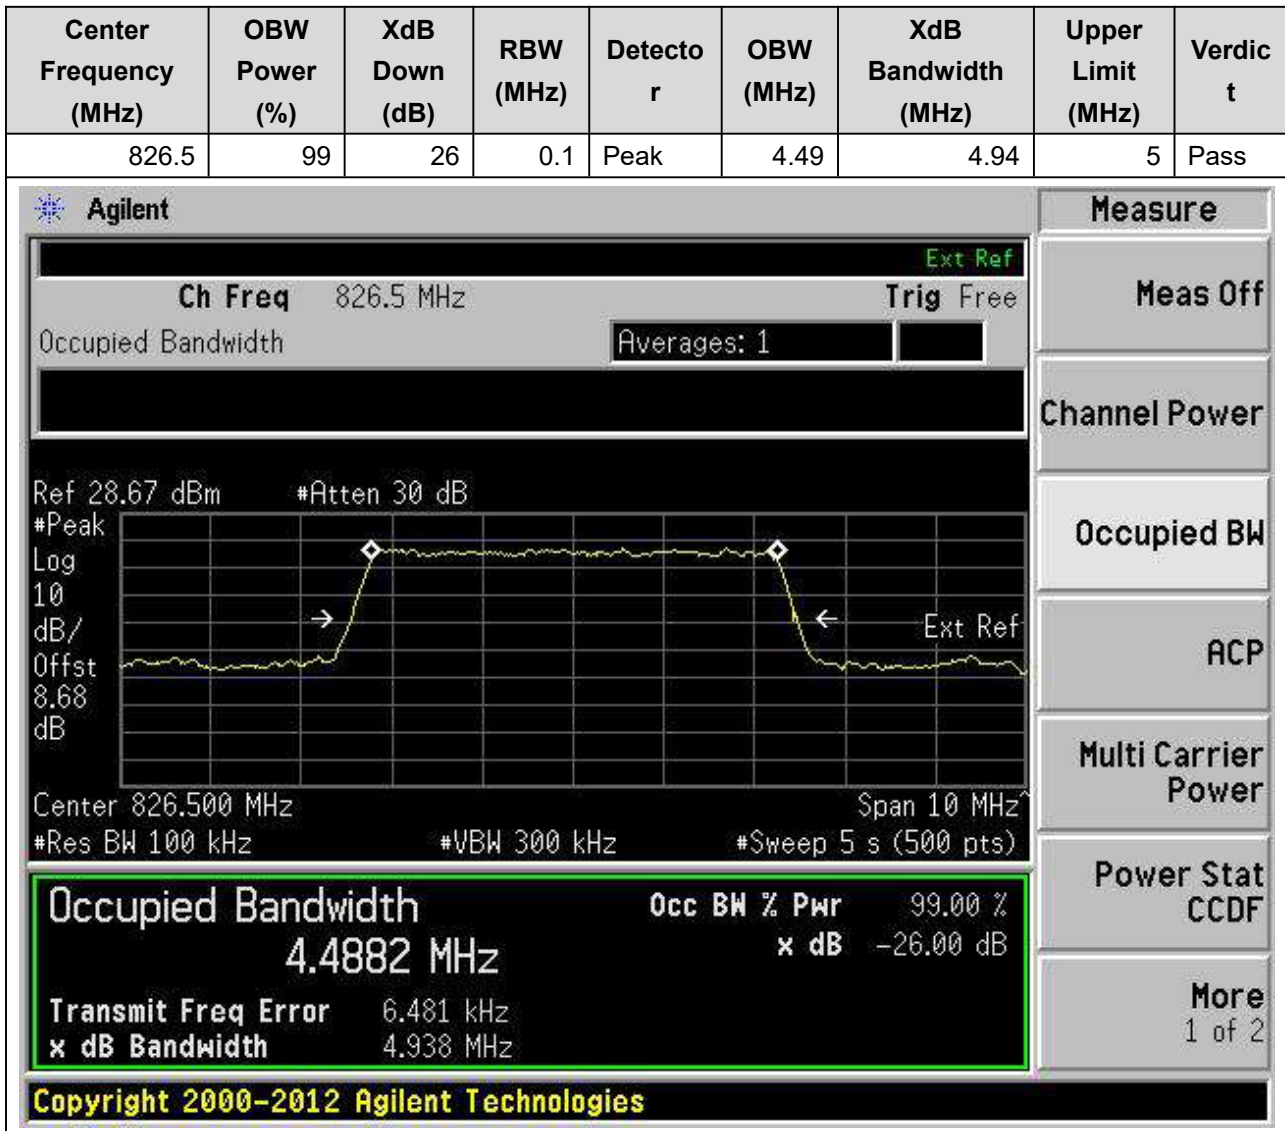 Center Frequency (MHz) OBW Power (%) XdB Down (dB) RBW (MHz) Detecto r OBW (MHz) XdB Bandwidth (MHz) Upper Limit (MHz) Verdic t
826.5 99 26 0.1 Peak 4.49 4.94 5 Pass
Agilent
Measure
Ext Ref
Ch Freq 826.5 MHz Trig Free
Meas Off
Occupied Bandwidth Averages: 1
Channel Power
Ref 28.67 dBm #Atten 30 dB
#Peak
Log
10
dB/
Offst
8.68
dB
Ext Ref
Occupied BW
ACP
Center 826.500 MHz Span 10 MHz^
#Res BW 100 kHz #VBW 300 kHz #Sweep 5 s (500 pts)
Multi Carrier
Power
Occupied Bandwidth Occ BW % Pwr 99.00 %
4.4882 MHz x dB -26.00 dB
Power Stat
CCDF
Transmit Freq Error 6.481 kHz
x dB Bandwidth 4.938 MHz
More
1 of 2
Copyright 2000-2012 Agilent Technologies